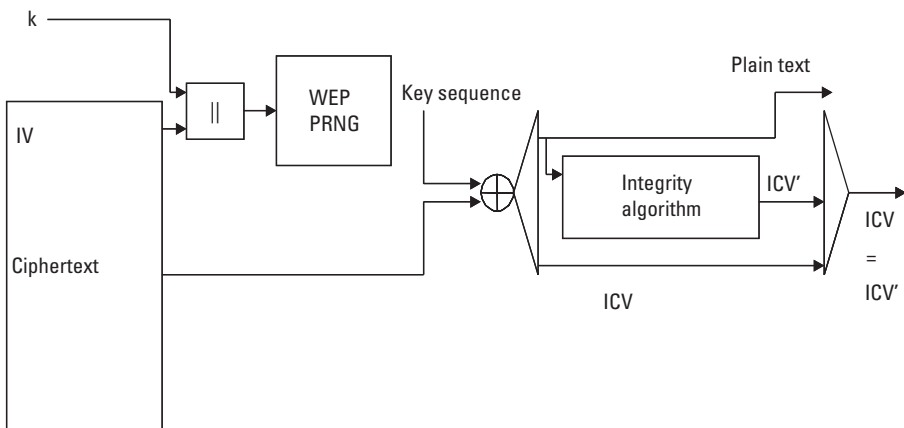 k
IV
||
WEP
PRNG
Key sequence
Plain text
Integrity
algorithm
ICV'
Ciphertext
ICV
ICV
=
ICV'